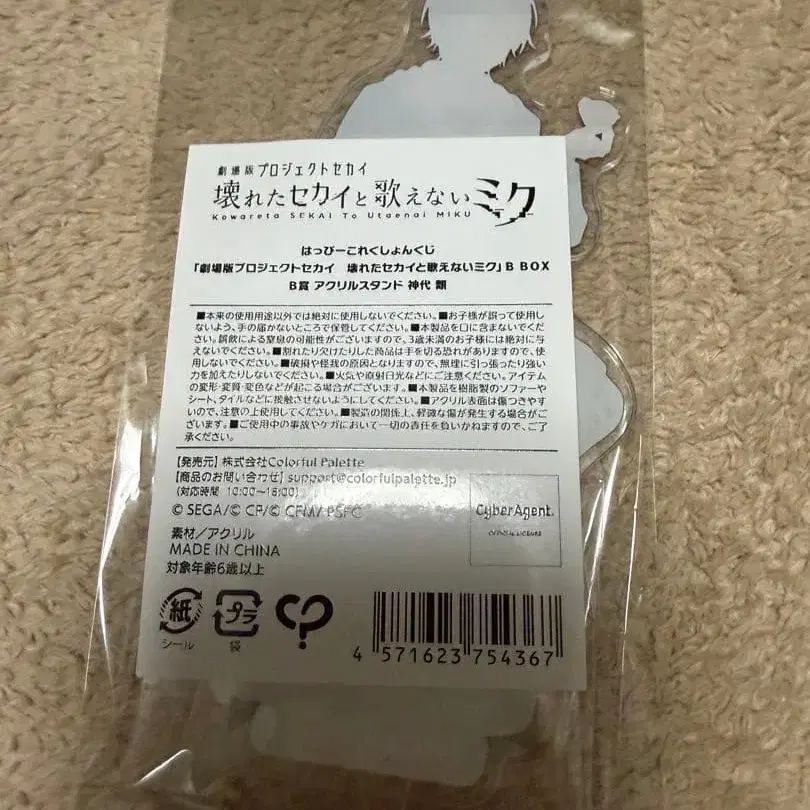 劇場版プロジェクトセカイ
壊れたセカイと歌えないミク
Kowareta SEKAI To Utaenai MIKU
はっぴーこれくしょんくじ
「劇場版プロジェクトセカイ 壊れたセカイと歌えないミク」B BOX
B賞 アクリルスタンド 神代 類
■本来の使用用途以外では絶対に使用しないでください。■お子様が誤って使用し
ないよう、手の届かないところで保管してください。■本製品を口に含まないでくだ
さい。誤飲による窒息の可能性がございますので、3歳未満のお子様には絶対に与
えないでください。■割れたり欠けたりした商品は手を切る恐れがありますので、使
用しないでください。■破損や怪我の原因となりますので、無理に引っ張ったり強い
力を加えたりしないでください。■火気や直射日光などにご注意ください。アイテム
の変形・変質・変色などが起こる場合がございます。■本製品を樹脂製のソファーや
シート、タイルなどに接触させないようにしてください。■アクリル表面は傷つきやす
いので、注意の上使用してください。■製造の関係上、軽微な傷が発生する場合がご
ざいます。■ご使用中の事故やケガにおいて一切の責任を負いかねますので、ご了
承ください。
【発売元】株式会社Colorful Palette
【商品のお問い合わせ】support@colorfulpalette.jp
(対応時間 10:00~18:00)
© SEGA/© CP/© CFM/ PSFC
CyberAgent.
素材/アクリル
MADE IN CHINA
対象年齢6歳以上
紙
プラ
シール
袋
4 571623 754367